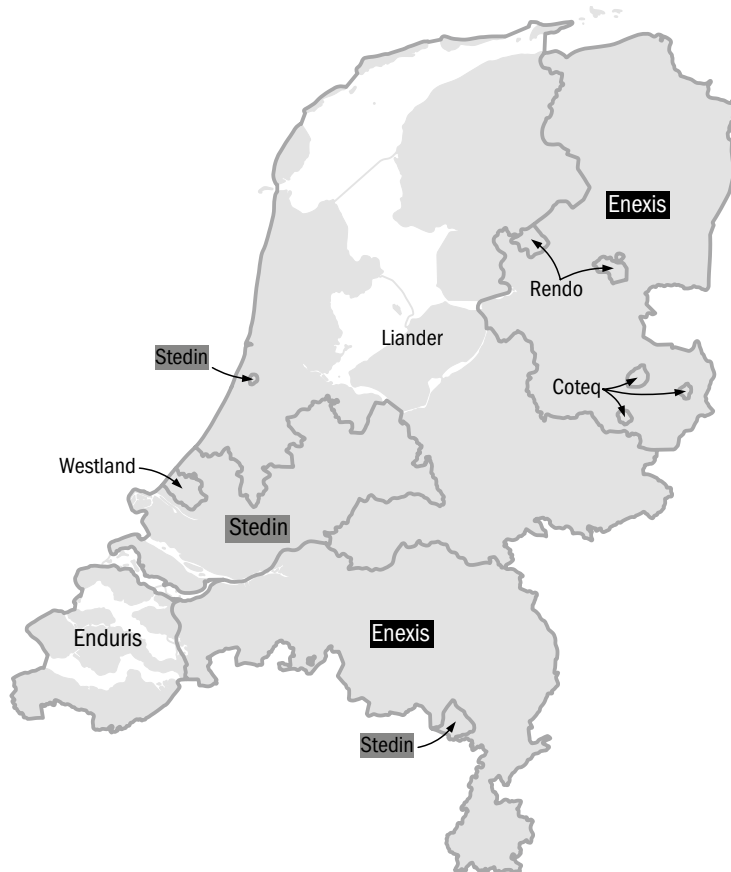 Enexis
Rendo
Liander
Stedin
Coteq
Westland
Stedin
Enduris
Enexis
Stedin